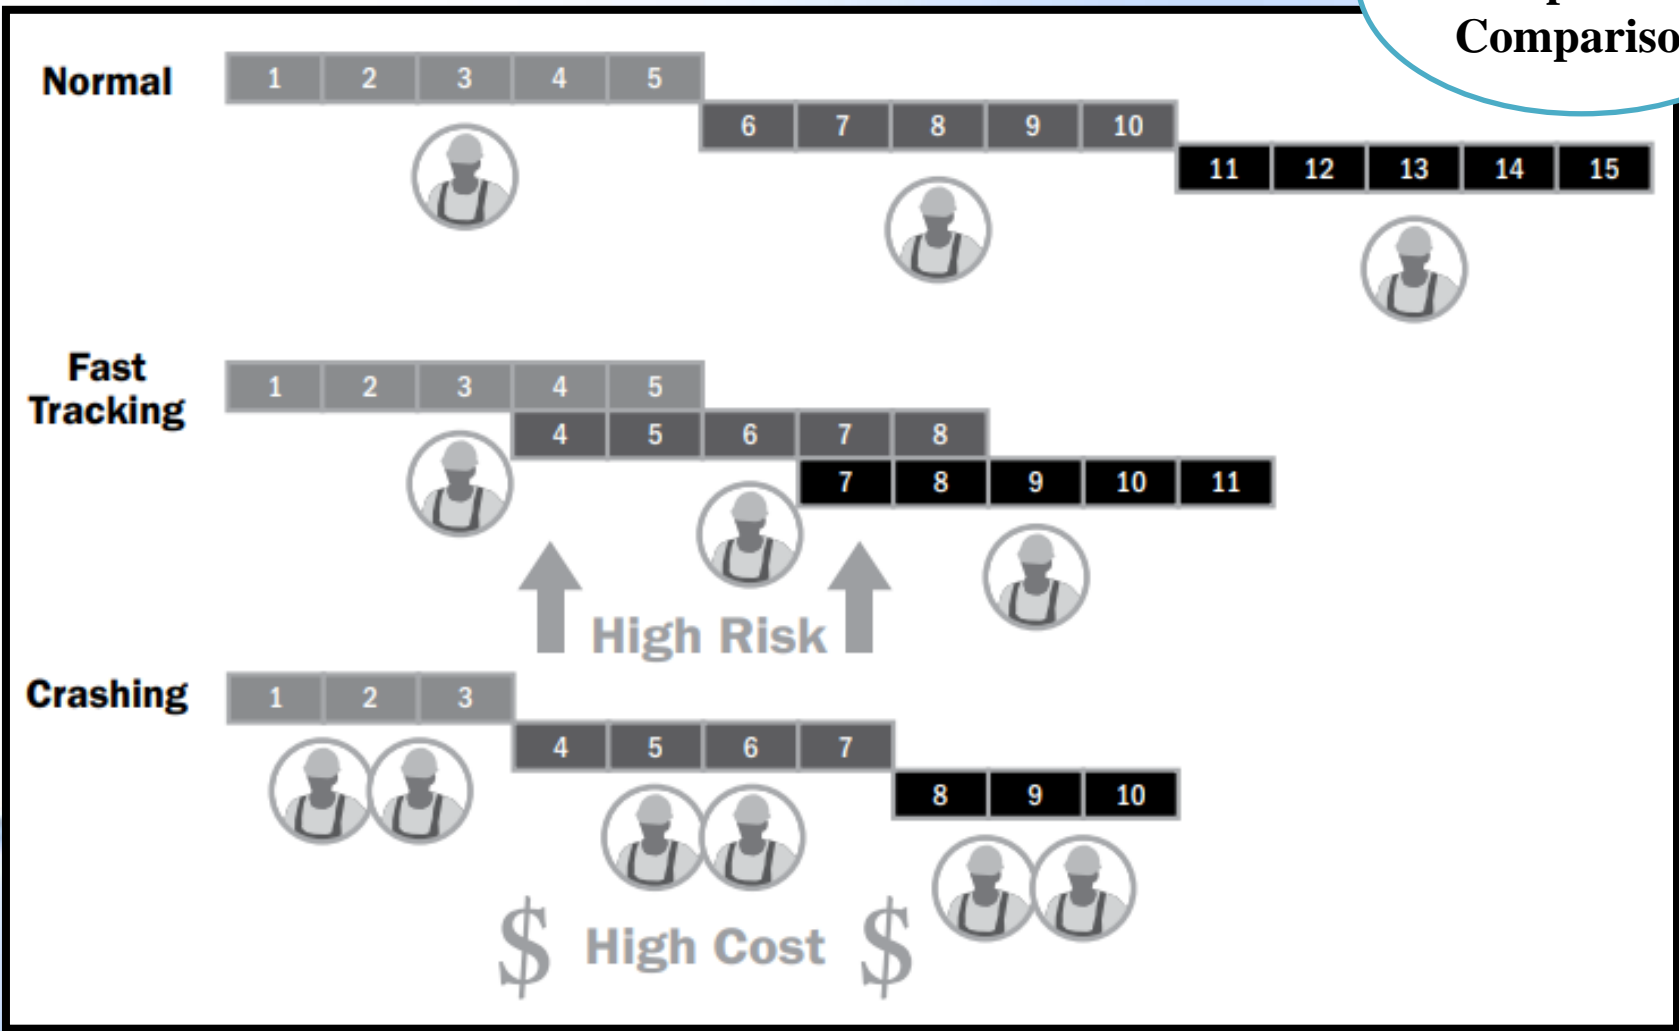 Compariso
Normal
1 2 3 4 5
6 7 8 9 10
11 12 13 14 15
Fast
Tracking
1 2 3 4 5
4 5 6 7 8
7 8 9 10 11
High Risk
Crashing
1 2 3
4 5 6 7
8 9 10
$ High Cost $